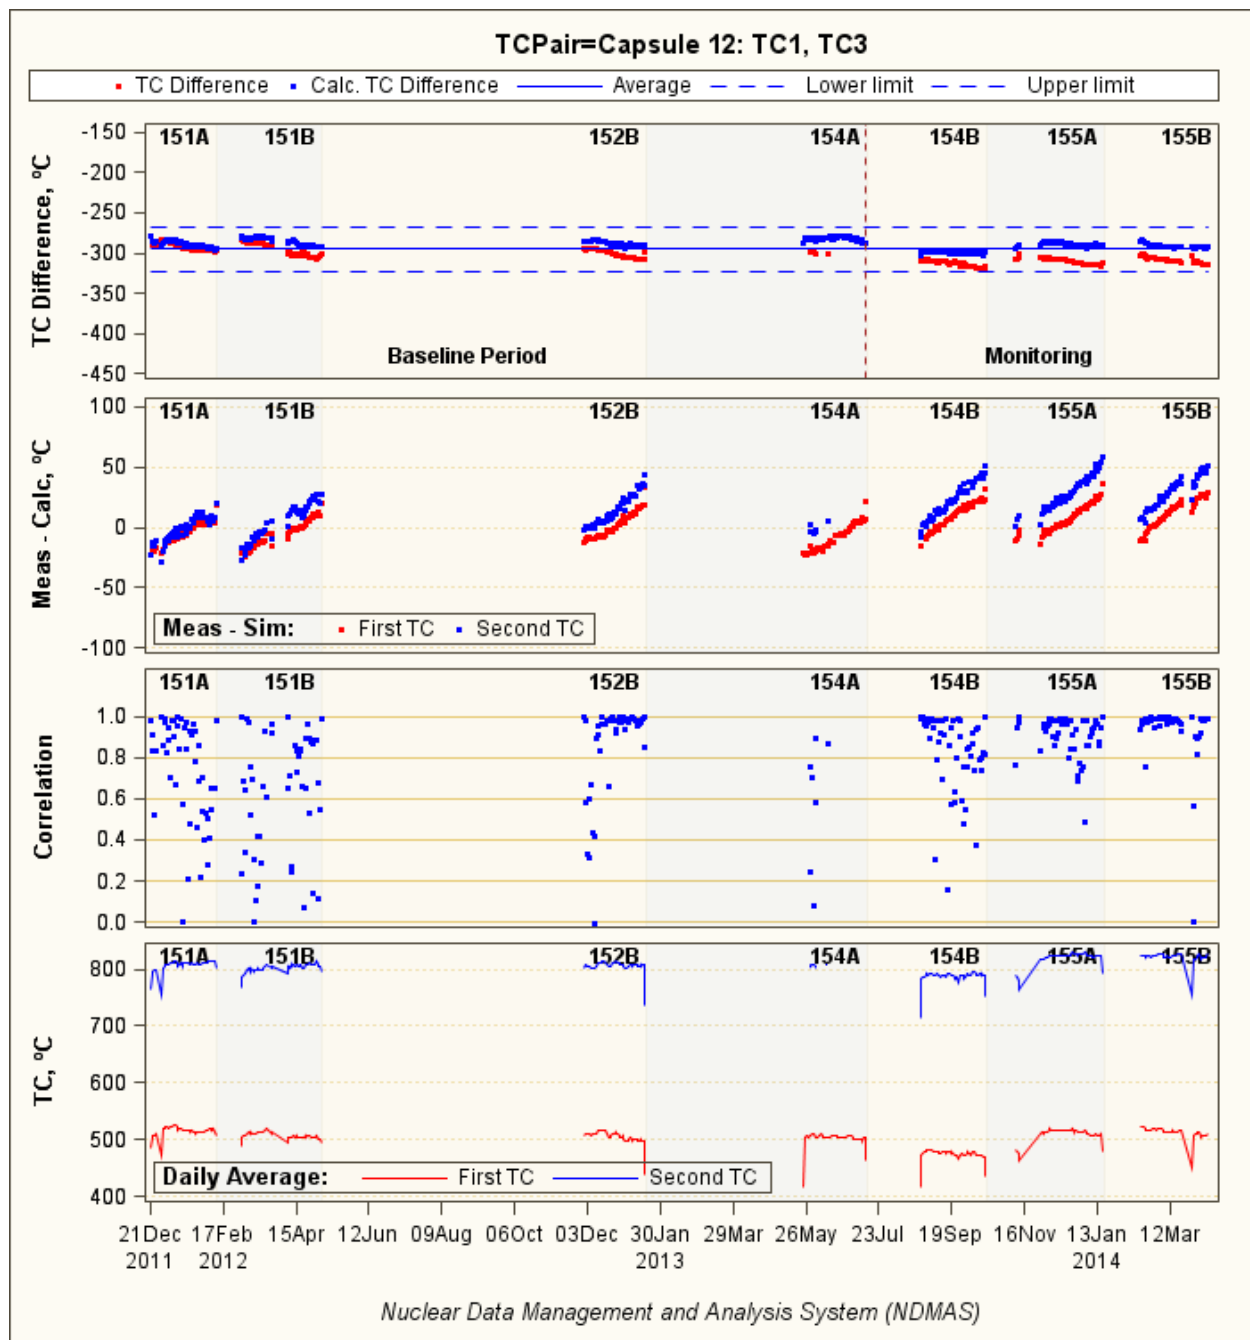 TCPair=Capsule 12: TC1, TC3
TC Difference Calc. TC Difference Average Lower limit Upper limit
151A 151B 152B 154A 154B 155A 155B
TC Difference, ºC
-150
-200
-250
-300
-350
-400
-450
Baseline Period Monitoring
151A 151B 152B 154A 154B 155A 155B
Meas - Calc, ºC
100
50
0
-50
-100
Meas - Sim: First TC Second TC
151A 151B 152B 154A 154B 155A 155B
Correlation
1.0
0.8
0.6
0.4
0.2
0.0
151A 151B 152B 154A 154B 155A 155B
TC, ºC
800
700
600
500
400
Daily Average: First TC Second TC
21Dec 17Feb 15Apr 12Jun 09Aug 06Oct 03Dec 30Jan 29Mar 26May 23Jul 19Sep 16Nov 13Jan 12Mar
2011 2012 2013 2014
Nuclear Data Management and Analysis System (NDMAS)